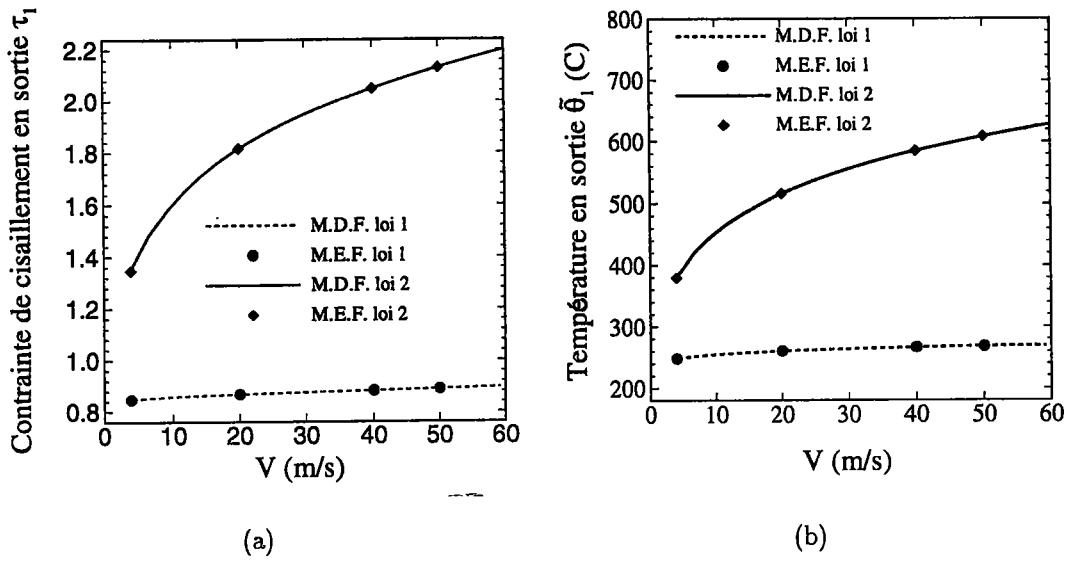 Contrainte de cisaillement en sortie τ₁
2.2
2.0
1.8
1.6
1.4
1.2
1.0
0.8
0 10 20 30 40 50 60
V (m/s)
M.D.F. loi 1
M.E.F. loi 1
M.D.F. loi 2
M.E.F. loi 2
(a)
Température en sortie θ̃₁ (C)
800
700
600
500
400
300
200
0 10 20 30 40 50 60
V (m/s)
M.D.F. loi 1
M.E.F. loi 1
M.D.F. loi 2
M.E.F. loi 2
(b)